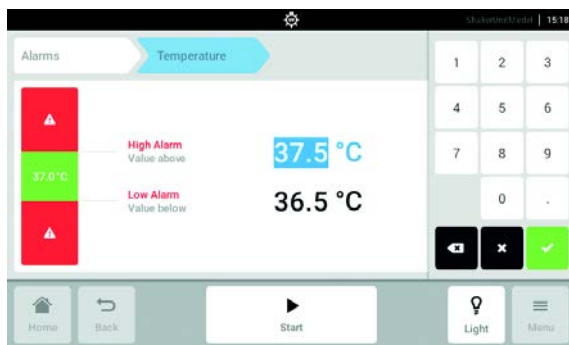 15:18
Alarms
Temperature
High Alarm
Value above
37.5 °C
37.0°C
Low Alarm
Value below
36.5 °C
1 2 3
4 5 6
7 8 9
0 .
Home
Back
Start
Light
Menu